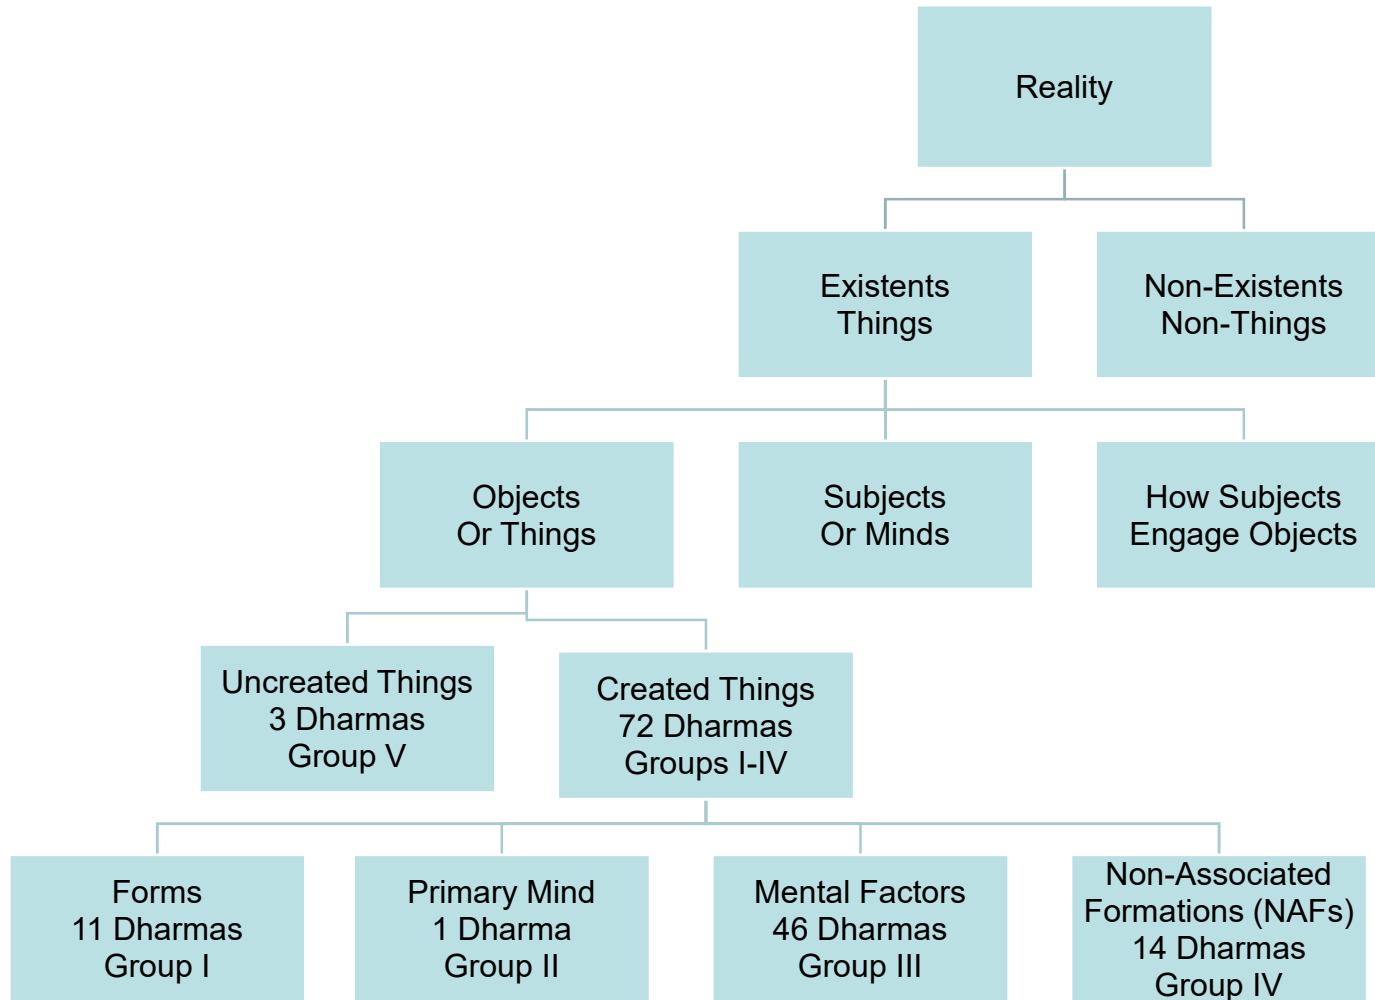 Reality
Existents
Things
Non-Existents
Non-Things
Objects
Or Things
Subjects
Or Minds
How Subjects
Engage Objects
Uncreated Things
3 Dharmas
Group V
Created Things
72 Dharmas
Groups I-IV
Forms
11 Dharmas
Group I
Primary Mind
1 Dharma
Group II
Mental Factors
46 Dharmas
Group III
Non-Associated
Formations (NAFs)
14 Dharmas
Group IV